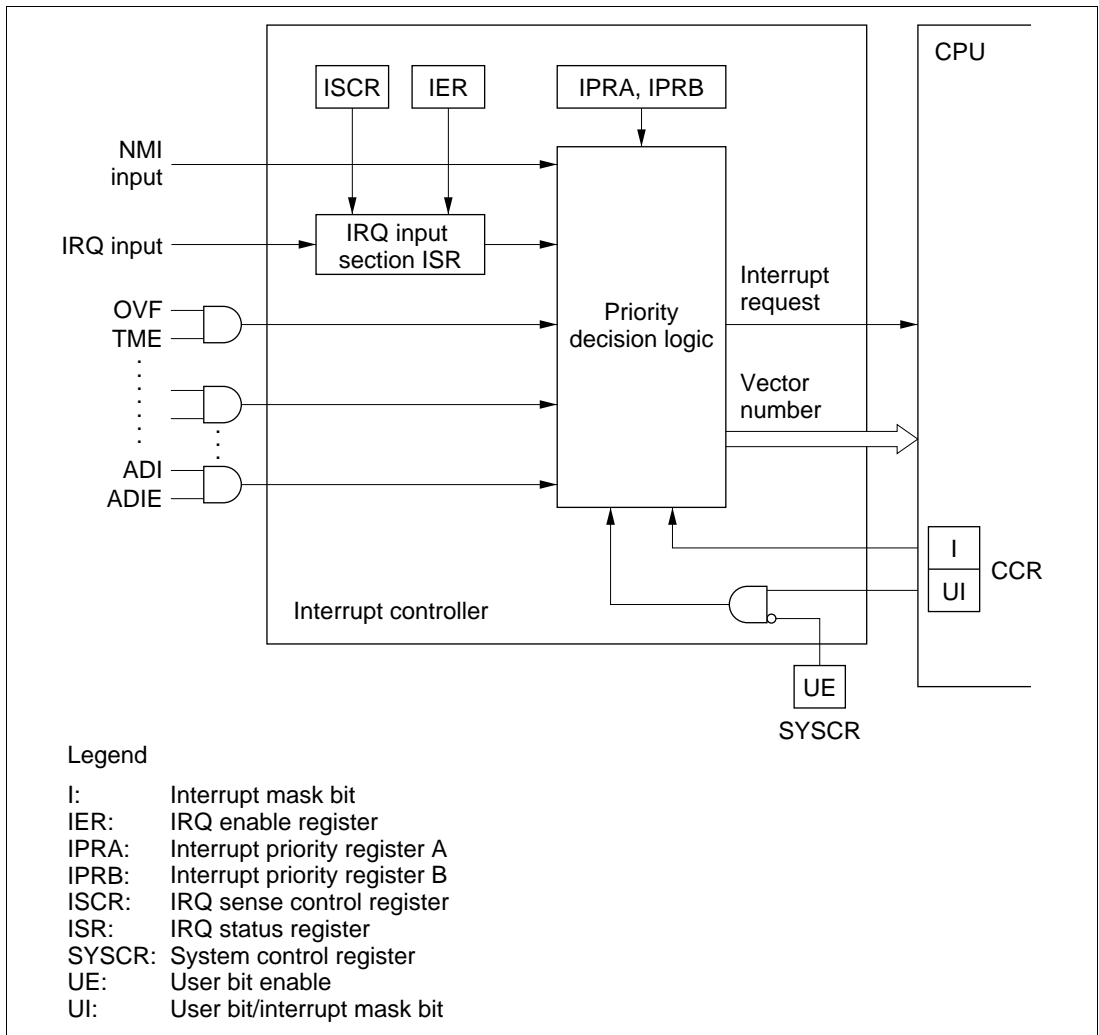 CPU
ISCR
IER
IPRA, IPRB
NMI
input
IRQ input
IRQ input
section ISR
OVF
TME
Priority
decision logic
Interrupt
request
Vector
number
ADI
ADIE
I
UI
CCR
Interrupt controller
UE
SYSCR
Legend
I: Interrupt mask bit
IER: IRQ enable register
IPRA: Interrupt priority register A
IPRB: Interrupt priority register B
ISCR: IRQ sense control register
ISR: IRQ status register
SYSCR: System control register
UE: User bit enable
UI: User bit/interrupt mask bit